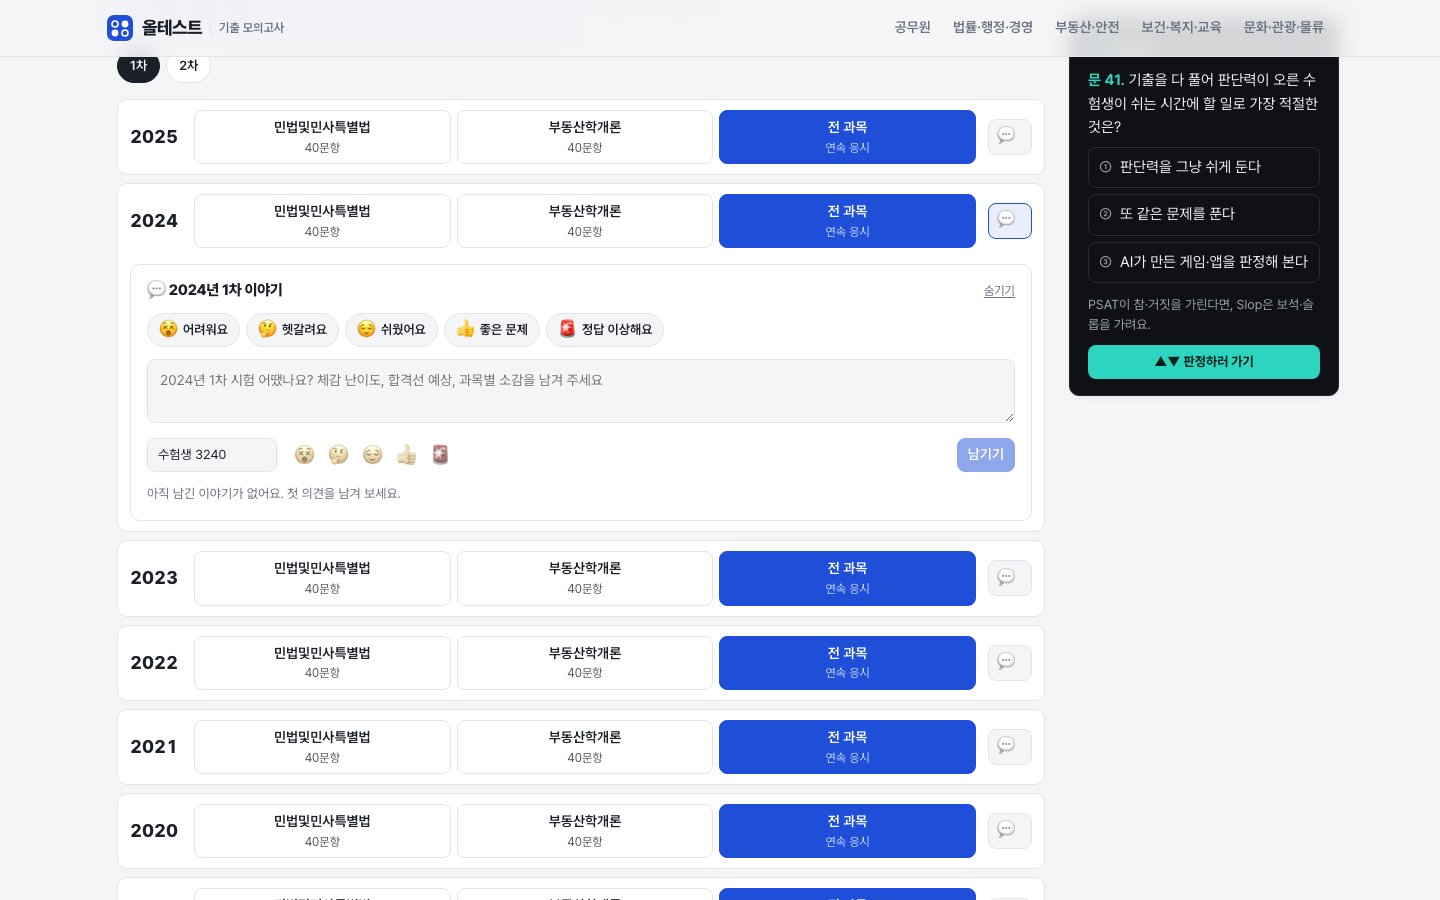 올테스트 기출 모의고사
공무원 법률·행정·경영 부동산·안전 보건·복지·교육 문화·관광·물류
1차 2차
2025
민법및민사특별법
40문항
부동산학개론
40문항
전 과목
연속 응시
2024
민법및민사특별법
40문항
부동산학개론
40문항
전 과목
연속 응시
2024년 1차 이야기
숨기기
어려워요 헷갈려요 쉬웠어요 좋은 문제 정답 이상해요
2024년 1차 시험 어땠나요? 체감 난이도, 합격선 예상, 과목별 소감을 남겨 주세요
수험생 3240
남기기
아직 남긴 이야기가 없어요. 첫 의견을 남겨 보세요.
2023
민법및민사특별법
40문항
부동산학개론
40문항
전 과목
연속 응시
2022
민법및민사특별법
40문항
부동산학개론
40문항
전 과목
연속 응시
2021
민법및민사특별법
40문항
부동산학개론
40문항
전 과목
연속 응시
2020
민법및민사특별법
40문항
부동산학개론
40문항
전 과목
연속 응시
문 41. 기출을 다 풀어 판단력이 오른 수
험생이 쉬는 시간에 할 일로 가장 적절한
것은?
① 판단력을 그냥 쉬게 둔다
② 또 같은 문제를 푼다
③ AI가 만든 게임·앱을 판정해 본다
PSAT이 참·거짓을 가린다면, Slop은 보석·슬
롭을 가려요.
▲▼ 판정하러 가기